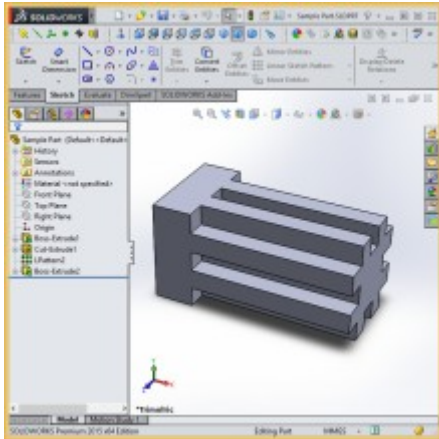 SOLIDWORKS
Sample Part.SLDPRT
Sketch
Smart Dimension
Trim Entities
Convert Entities
Offset Entities
Mirror Entities
Linear Sketch Pattern
Move Entities
Display/Delete Relations
Features Sketch Evaluate DimXpert SOLIDWORKS Add-Ins
Sample Part (Default<<Default>
History
Sensors
Annotations
Material <not specified>
Front Plane
Top Plane
Right Plane
Origin
Boss-Extrude1
Cut-Extrude1
LPattern2
Boss-Extrude2
*Trimetric
Model Motion Study 1
SOLIDWORKS Premium 2015 x64 Edition Editing Part MMGS